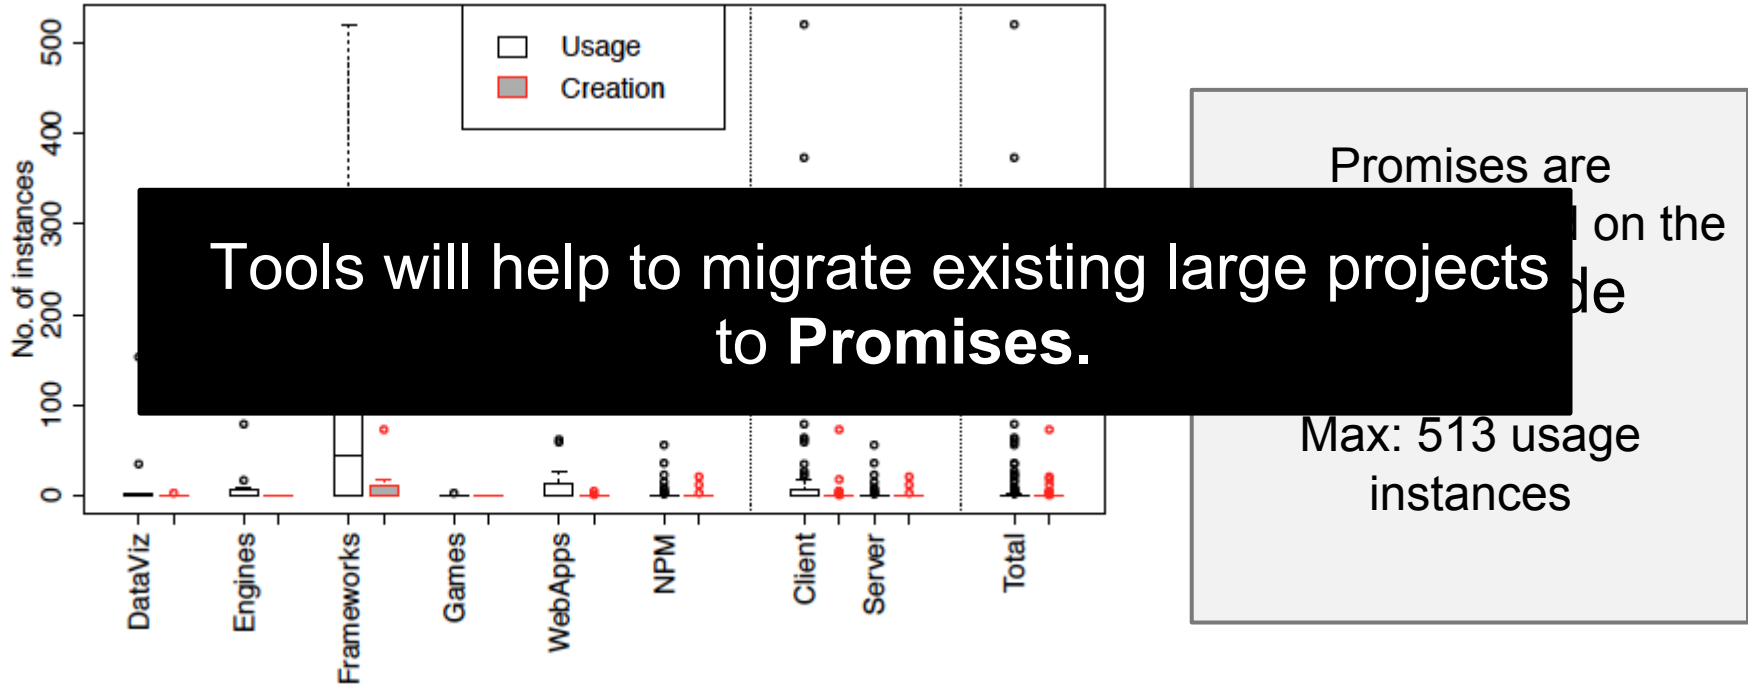 500
400
300
200
100
0
No. of instances
Usage
Creation
DataViz
Engines
Frameworks
Games
WebApps
NPM
Client
Server
Total
Tools will help to migrate existing large projects
to Promises.
Promises are
on the
Max: 513 usage
instances